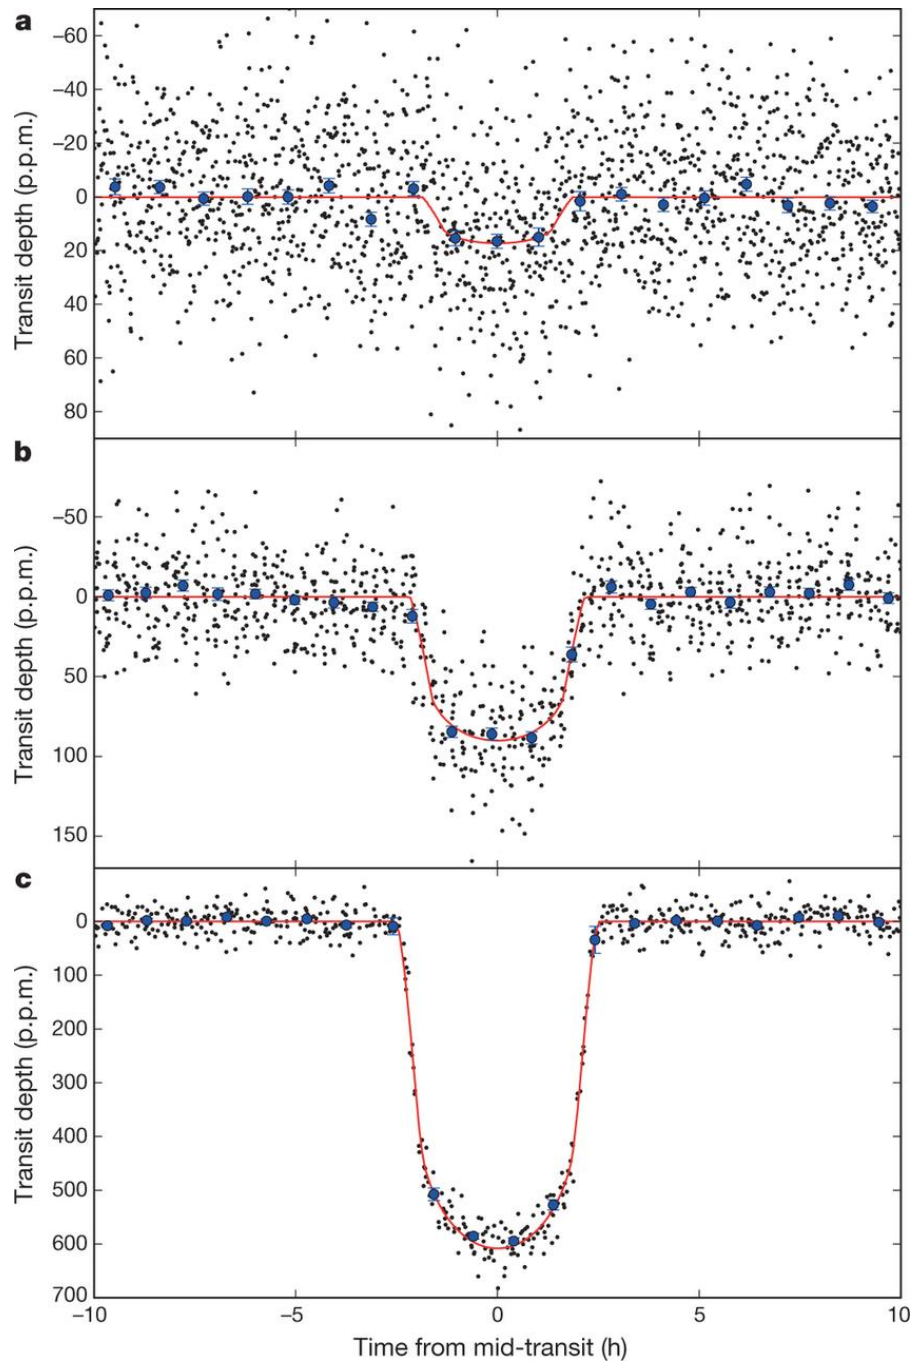 a
–60
–40
–20
0
20
40
60
80
Transit depth (p.p.m.)
b
–50
0
50
100
150
Transit depth (p.p.m.)
c
0
100
200
300
400
500
600
700
Transit depth (p.p.m.)
–10 –5 0 5 10
Time from mid-transit (h)